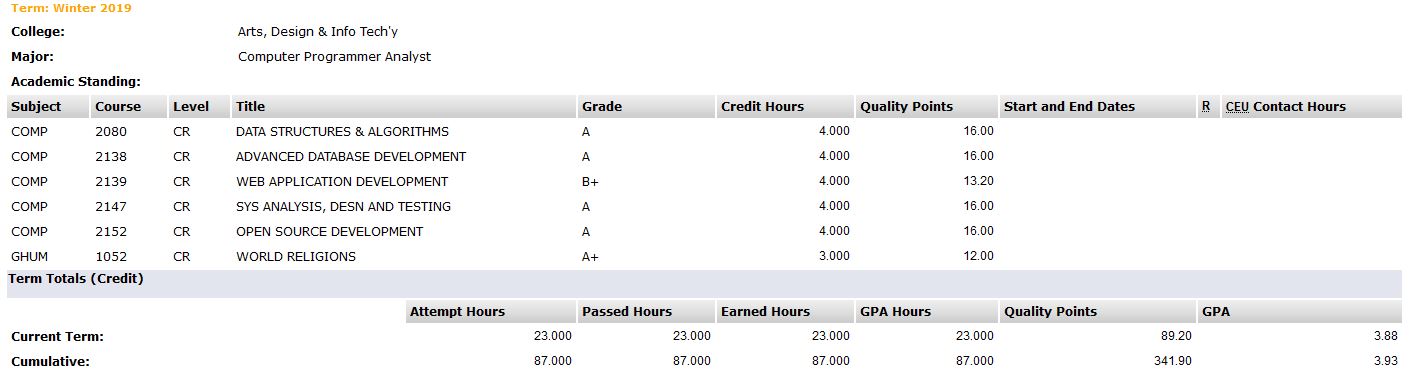 Term: Winter 2019
College: Arts, Design & Info Tech'y
Major: Computer Programmer Analyst
Academic Standing:
Subject Course Level Title Grade Credit Hours Quality Points Start and End Dates R CEU Contact Hours
COMP 2080 CR DATA STRUCTURES & ALGORITHMS A 4.000 16.00
COMP 2138 CR ADVANCED DATABASE DEVELOPMENT A 4.000 16.00
COMP 2139 CR WEB APPLICATION DEVELOPMENT B+ 4.000 13.20
COMP 2147 CR SYS ANALYSIS, DESN AND TESTING A 4.000 16.00
COMP 2152 CR OPEN SOURCE DEVELOPMENT A 4.000 16.00
GHUM 1052 CR WORLD RELIGIONS A+ 3.000 12.00
Term Totals (Credit)
Attempt Hours Passed Hours Earned Hours GPA Hours Quality Points GPA
Current Term: 23.000 23.000 23.000 23.000 89.20 3.88
Cumulative: 87.000 87.000 87.000 87.000 341.90 3.93